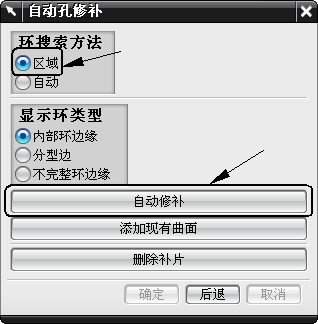 自动孔修补
环搜索方法
区域
自动
显示环类型
内部环边缘
分型边
不完整环边缘
自动修补
添加现有曲面
删除补片
确定 后退 取消